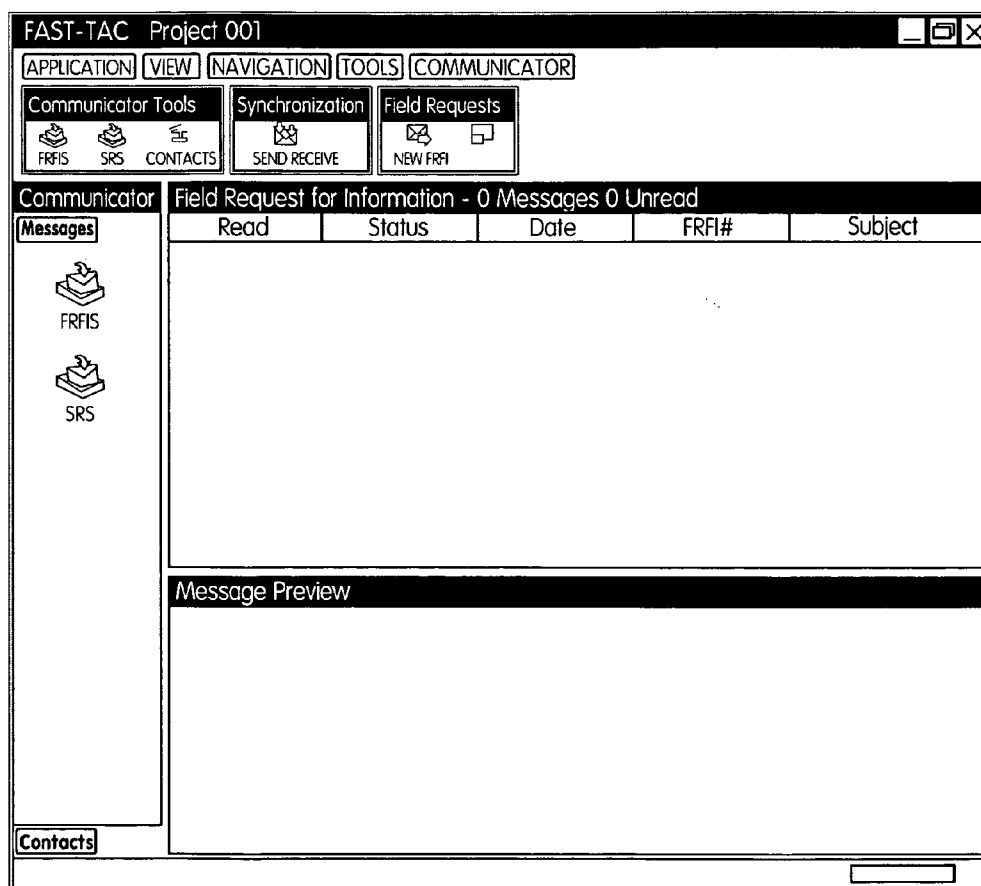 FAST-TAC Project 001
APPLICATION VIEW NAVIGATION TOOLS COMMUNICATOR
Communicator Tools Synchronization Field Requests
FRFIS SRS CONTACTS SEND RECEIVE NEW FRFI
Communicator Field Request for Information - 0 Messages 0 Unread
Messages Read Status Date FRFI# Subject
FRFIS
SRS
Message Preview
Contacts